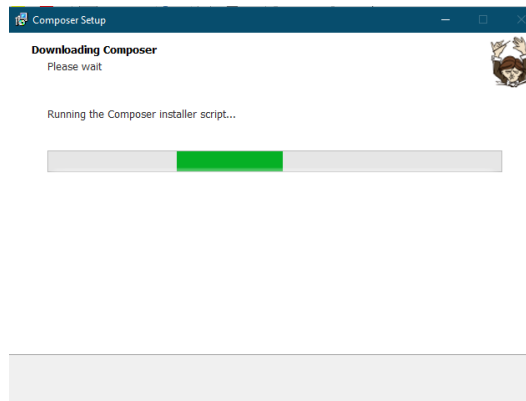 Composer Setup
Downloading Composer
Please wait
Running the Composer installer script...